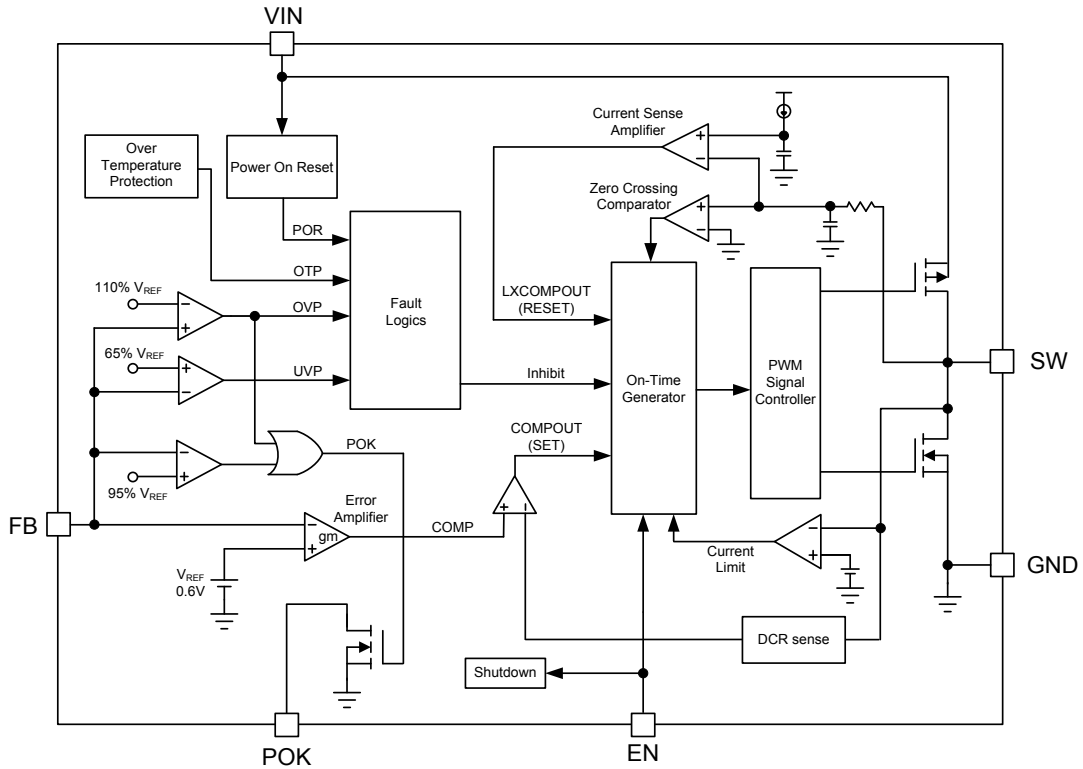 VIN
Current Sense
Amplifier
+
−
Over
Temperature
Protection
Power On Reset
Zero Crossing
Comparator
+
−
POR
OTP
110% VREF
−
+
OVP
Fault
Logics
LXCOMPOUT
(RESET)
65% VREF
+
−
UVP
Inhibit
On-Time
Generator
PWM
Signal
Controller
SW
COMPOUT
(SET)
POK
−
+
95% VREF
Error
Amplifier
FB
−
+
gm
COMP
+
−
−
+
Current
Limit
GND
VREF
0.6V
DCR sense
Shutdown
POK
EN